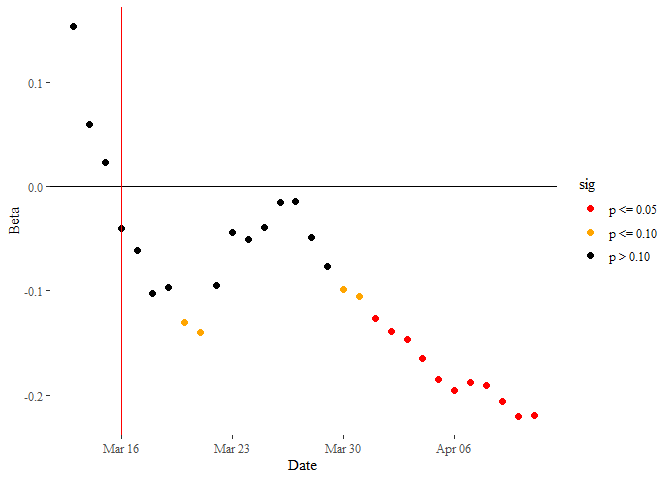 0.1
0.0
-0.1
-0.2
Beta
Mar 16
Mar 23
Mar 30
Apr 06
Date
sig
p <= 0.05
p <= 0.10
p > 0.10